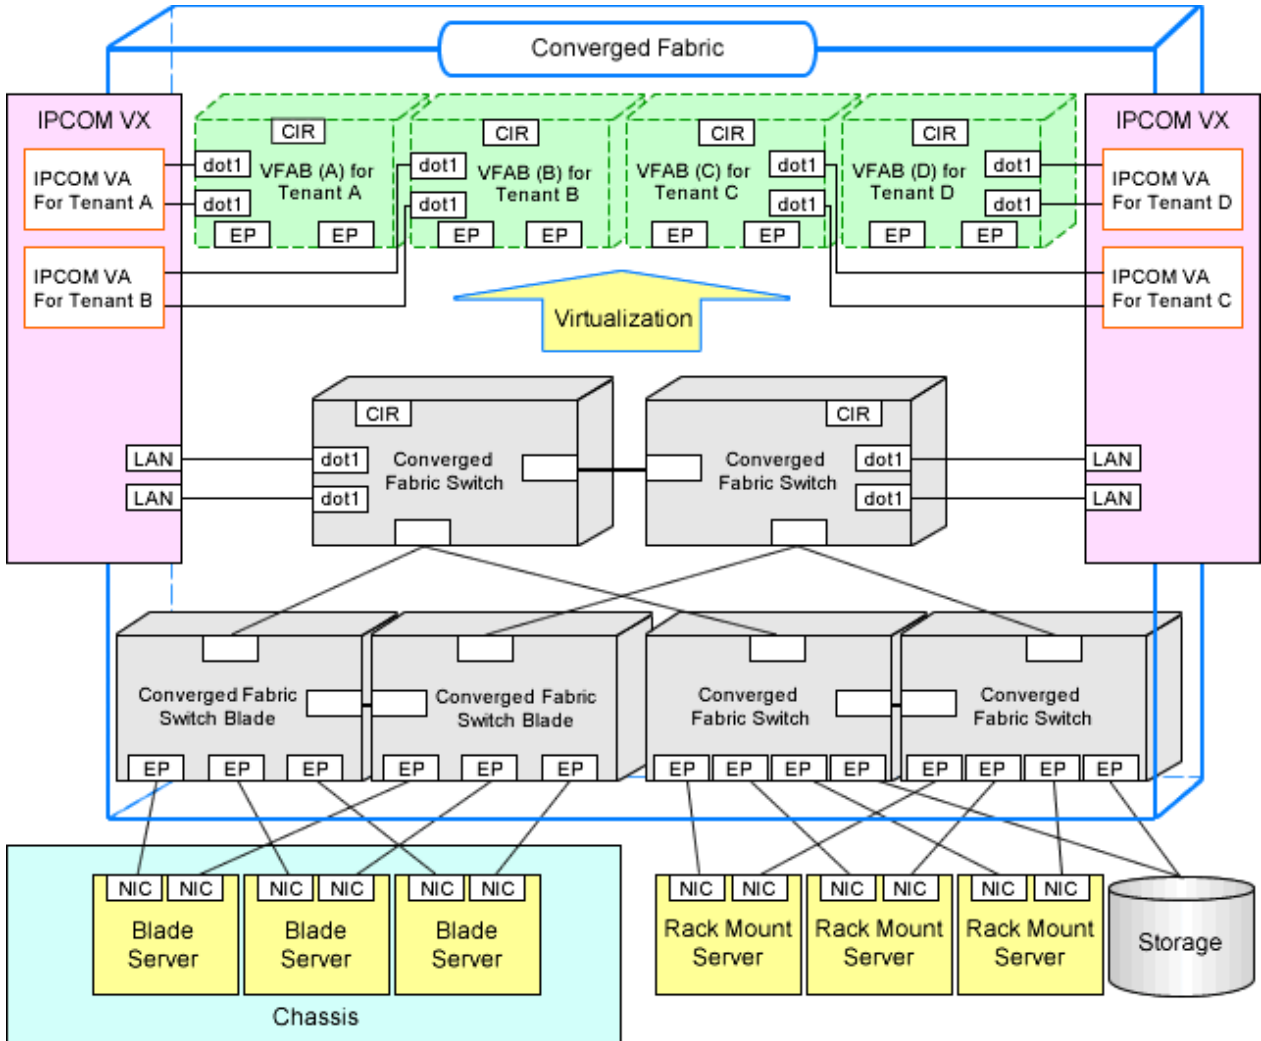 Converged Fabric
IPCOM VX
IPCOM VA
For Tenant A
IPCOM VA
For Tenant B
LAN
LAN
CIR
dot1
VFAB (A) for
Tenant A
dot1
EP
EP
CIR
dot1
VFAB (B) for
Tenant B
dot1
EP
EP
CIR
VFAB (C) for
Tenant C
dot1
dot1
EP
EP
CIR
VFAB (D) for
Tenant D
dot1
dot1
EP
EP
IPCOM VX
IPCOM VA
For Tenant D
IPCOM VA
For Tenant C
LAN
LAN
Virtualization
CIR
dot1
Converged
Fabric Switch
dot1
CIR
Converged
Fabric Switch
dot1
dot1
Converged Fabric
Switch Blade
EP
EP
EP
Converged Fabric
Switch Blade
EP
EP
EP
Converged
Fabric Switch
EP
EP
EP
EP
Converged
Fabric Switch
EP
EP
EP
EP
NIC
NIC
Blade
Server
NIC
NIC
Blade
Server
NIC
NIC
Blade
Server
Chassis
NIC
NIC
Rack Mount
Server
NIC
NIC
Rack Mount
Server
NIC
NIC
Rack Mount
Server
Storage